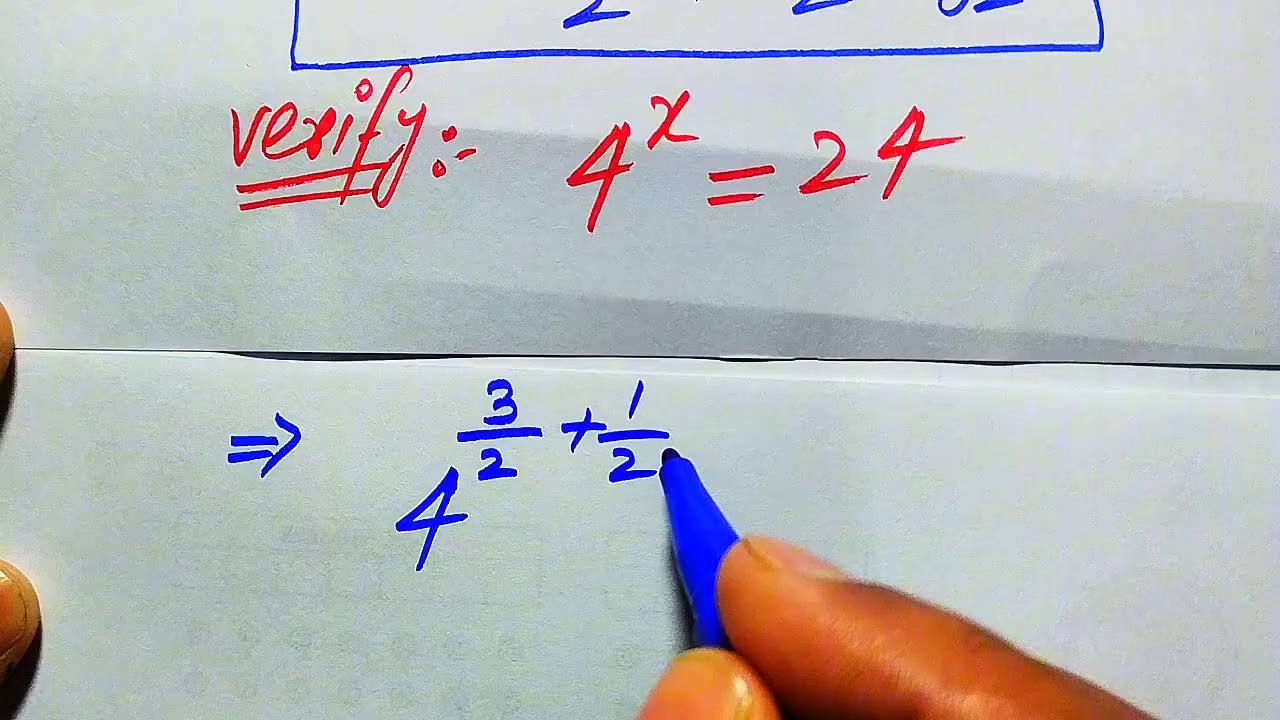 verify:- 4^x = 24
⇒ 4^(3/2 + 1/2